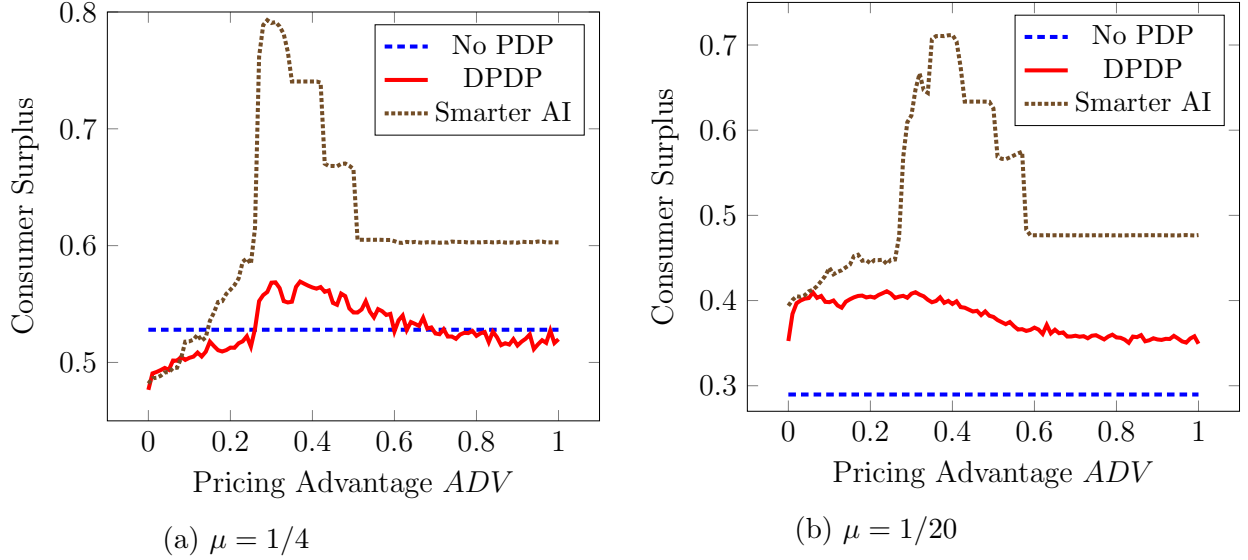 0.8
0.7
0.6
0.5
Consumer Surplus
No PDP
DPDP
Smarter AI
0 0.2 0.4 0.6 0.8 1
Pricing Advantage ADV
(a) μ = 1/4
0.7
0.6
0.5
0.4
0.3
Consumer Surplus
No PDP
DPDP
Smarter AI
0 0.2 0.4 0.6 0.8 1
Pricing Advantage ADV
(b) μ = 1/20